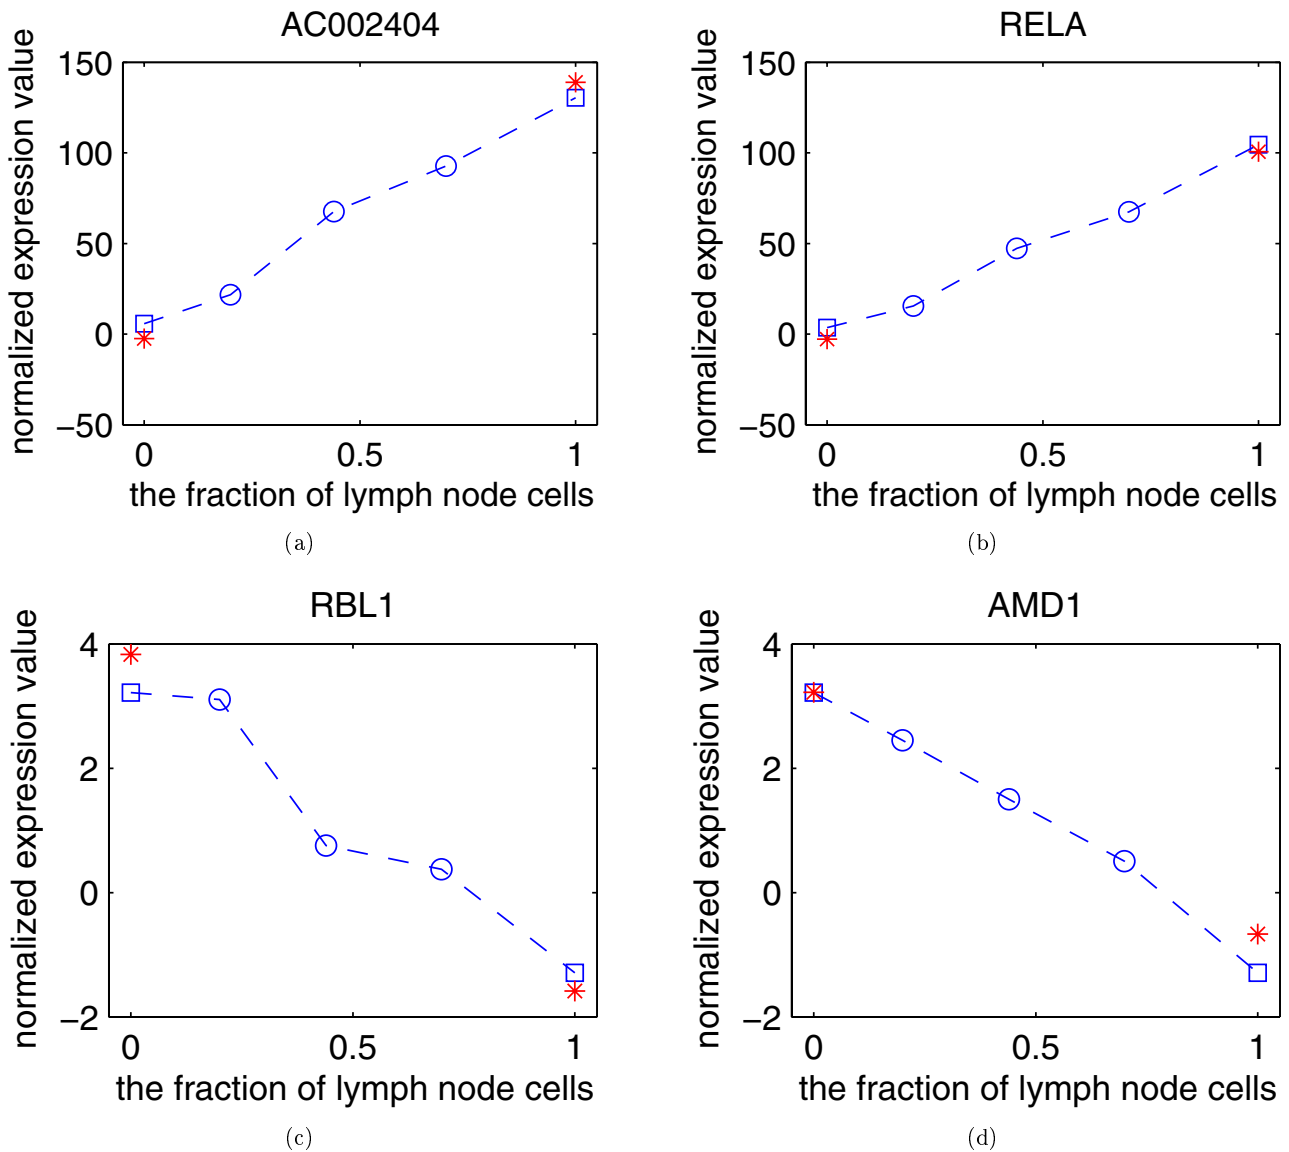 AC002404
normalized expression value
150
100
50
0
−50
0 0.5 1
the fraction of lymph node cells
(a)
RELA
normalized expression value
150
100
50
0
−50
0 0.5 1
the fraction of lymph node cells
(b)
RBL1
normalized expression value
4
2
0
−2
0 0.5 1
the fraction of lymph node cells
(c)
AMD1
normalized expression value
4
2
0
−2
0 0.5 1
the fraction of lymph node cells
(d)